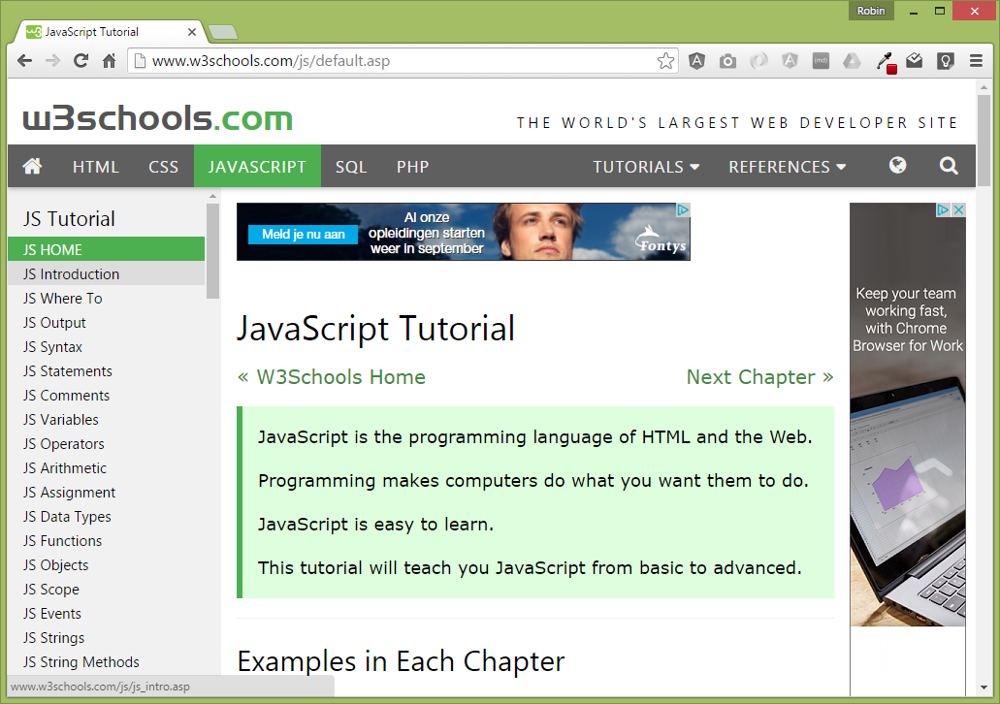 Robin
JavaScript Tutorial
www.w3schools.com/js/default.asp
w3schools.com
THE WORLD'S LARGEST WEB DEVELOPER SITE
HTML CSS JAVASCRIPT SQL PHP TUTORIALS REFERENCES
JS Tutorial
JS HOME
JS Introduction
JS Where To
JS Output
JS Syntax
JS Statements
JS Comments
JS Variables
JS Operators
JS Arithmetic
JS Assignment
JS Data Types
JS Functions
JS Objects
JS Scope
JS Events
JS Strings
JS String Methods
www.w3schools.com/js/js_intro.asp
Meld je nu aan
Al onze
opleidingen starten
weer in september
Fontys
JavaScript Tutorial
« W3Schools Home
Next Chapter »
JavaScript is the programming language of HTML and the Web.
Programming makes computers do what you want them to do.
JavaScript is easy to learn.
This tutorial will teach you JavaScript from basic to advanced.
Examples in Each Chapter
Keep your team
working fast,
with Chrome
Browser for Work